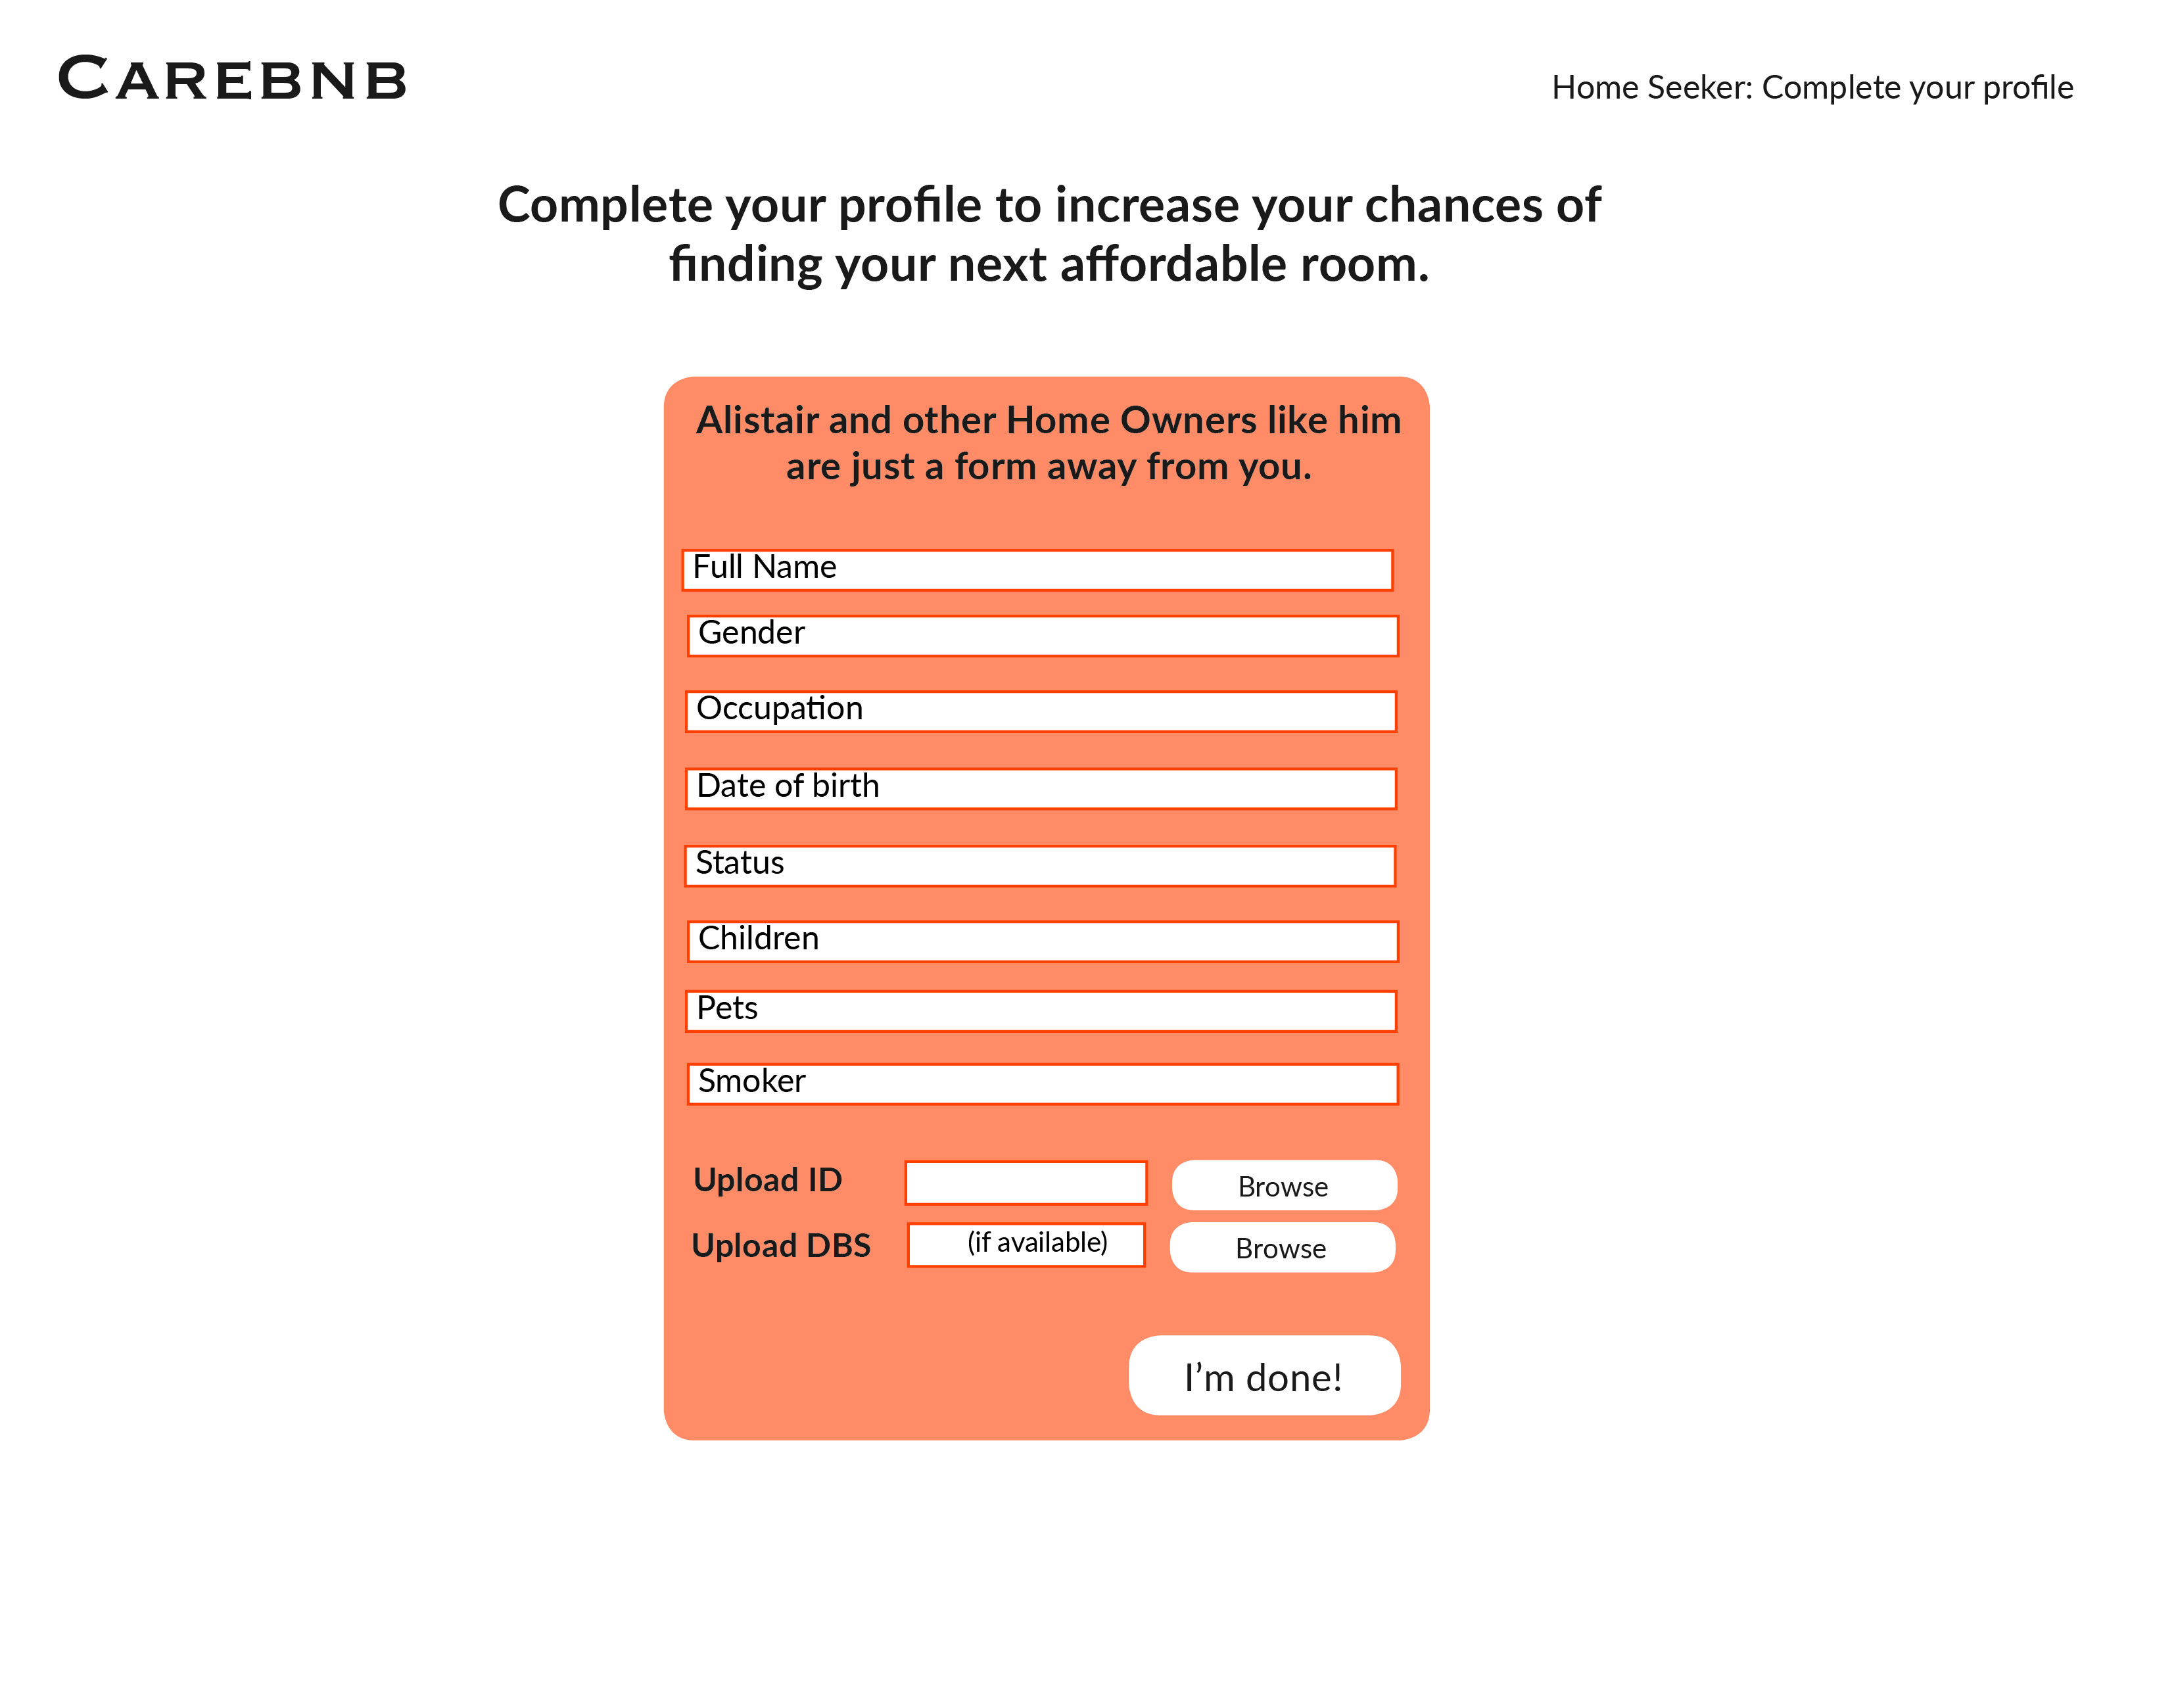 CAREBNB
Home Seeker: Complete your profile
Complete your profile to increase your chances of
finding your next affordable room.
Alistair and other Home Owners like him
are just a form away from you.
Full Name
Gender
Occupation
Date of birth
Status
Children
Pets
Smoker
Upload ID
Browse
Upload DBS
(if available)
Browse
I’m done!